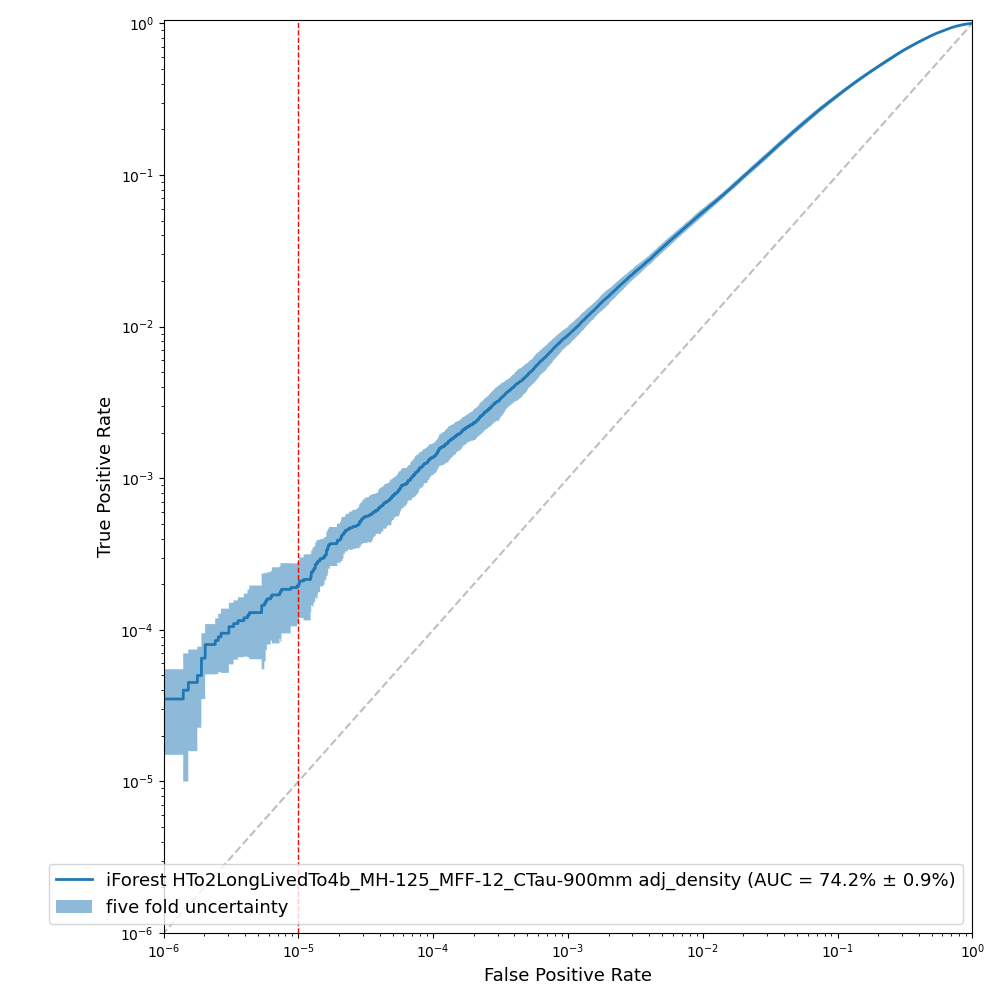 10⁰
10⁻¹
10⁻²
10⁻³
10⁻⁴
10⁻⁵
10⁻⁶
True Positive Rate
iForest HTo2LongLivedTo4b_MH-125_MFF-12_CTau-900mm adj_density (AUC = 74.2% ± 0.9%)
five fold uncertainty
10⁻⁶ 10⁻⁵ 10⁻⁴ 10⁻³ 10⁻² 10⁻¹ 10⁰
False Positive Rate